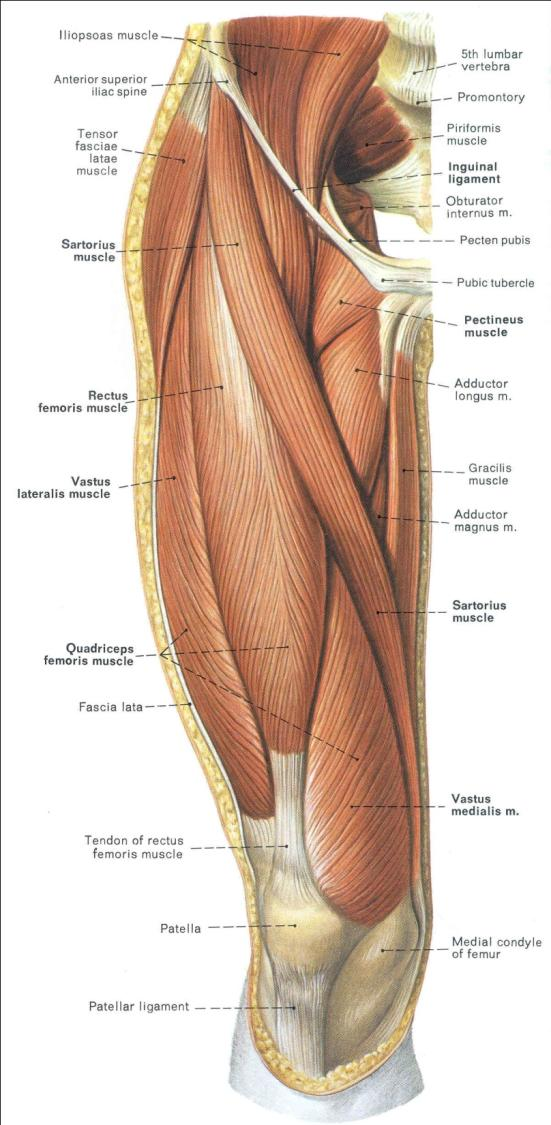 Iliopsoas muscle
Anterior superior
iliac spine
Tensor
fasciae
latae
muscle
Sartorius
muscle
Rectus
femoris muscle
Vastus
lateralis muscle
Quadriceps
femoris muscle
Fascia lata
Tendon of rectus
femoris muscle
Patella
Patellar ligament
5th lumbar
vertebra
Promontory
Piriformis
muscle
Inguinal
ligament
Obturator
internus m.
Pecten pubis
Pubic tubercle
Pectineus
muscle
Adductor
longus m.
Gracilis
muscle
Adductor
magnus m.
Sartorius
muscle
Vastus
medialis m.
Medial condyle
of femur